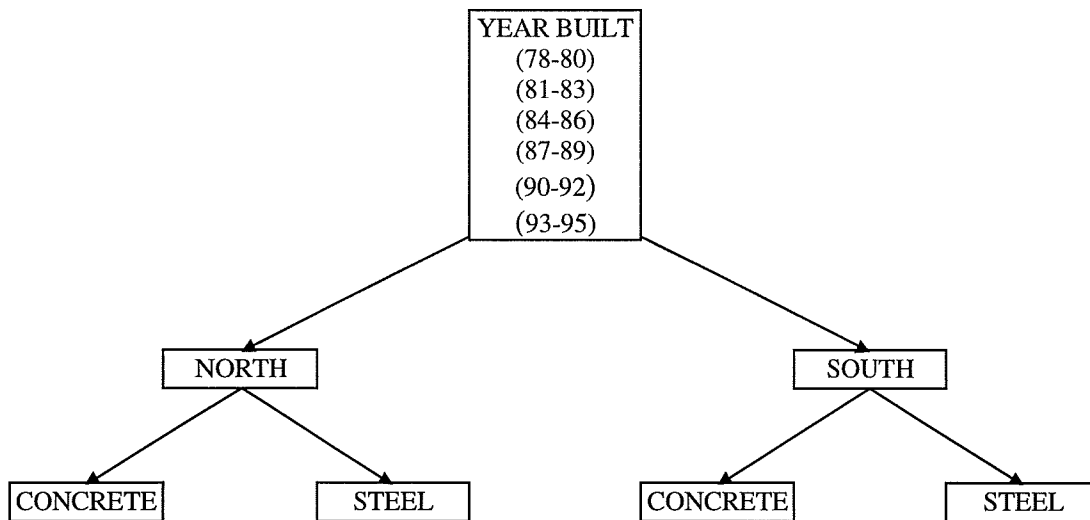 YEAR BUILT
(78-80)
(81-83)
(84-86)
(87-89)
(90-92)
(93-95)
NORTH
SOUTH
CONCRETE
STEEL
CONCRETE
STEEL